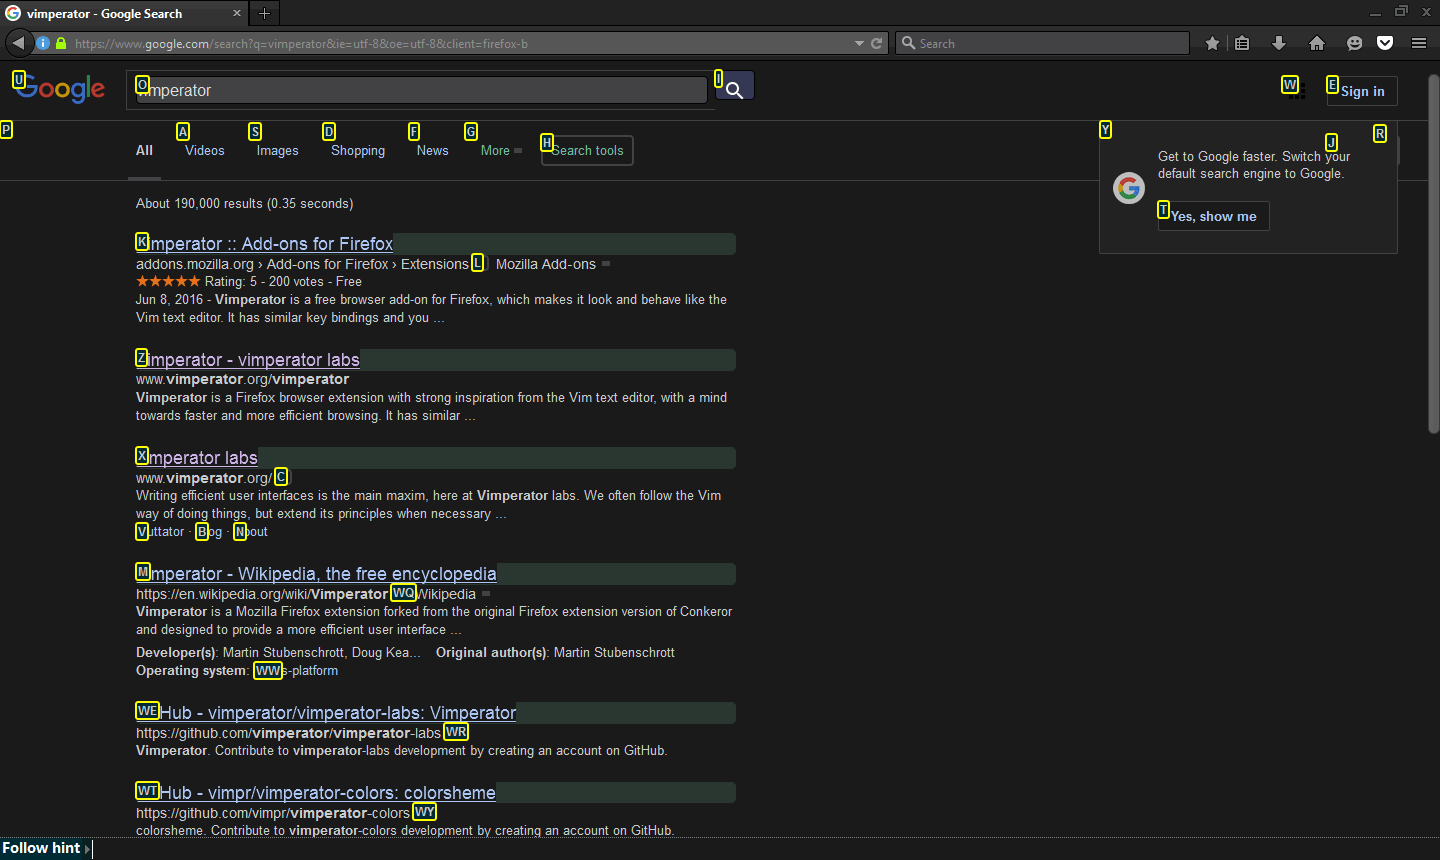 vimperator - Google Search
https://www.google.com/search?q=vimperator&ie=utf-8&oe=utf-8&client=firefox-b
Search
U Google
O imperator
I
W
E Sign in
P
A S D F G H
All Videos Images Shopping News More Search tools
Y J R
Get to Google faster. Switch your
default search engine to Google.
T Yes, show me
About 190,000 results (0.35 seconds)
K imperator :: Add-ons for Firefox
addons.mozilla.org › Add-ons for Firefox › Extensions L Mozilla Add-ons
★★★★★ Rating: 5 - 200 votes - Free
Jun 8, 2016 - Vimperator is a free browser add-on for Firefox, which makes it look and behave like the
Vim text editor. It has similar key bindings and you ...
Z imperator - vimperator labs
www.vimperator.org/vimperator
Vimperator is a Firefox browser extension with strong inspiration from the Vim text editor, with a mind
towards faster and more efficient browsing. It has similar ...
X mperator labs
www.vimperator.org/ C
Writing efficient user interfaces is the main maxim, here at Vimperator labs. We often follow the Vim
way of doing things, but extend its principles when necessary ...
V uttator · B og · N bout
M mperator - Wikipedia, the free encyclopedia
https://en.wikipedia.org/wiki/Vimperator WQ Wikipedia
Vimperator is a Mozilla Firefox extension forked from the original Firefox extension version of Conkeror
and designed to provide a more efficient user interface ...
Developer(s): Martin Stubenschrott, Doug Kea... Original author(s): Martin Stubenschrott
Operating system: WW s-platform
WE Hub - vimperator/vimperator-labs: Vimperator
https://github.com/vimperator/vimperator-labs WR
Vimperator. Contribute to vimperator-labs development by creating an account on GitHub.
WT Hub - vimpr/vimperator-colors: colorsheme
https://github.com/vimpr/vimperator-colors WY
colorsheme. Contribute to vimperator-colors development by creating an account on GitHub.
Follow hint